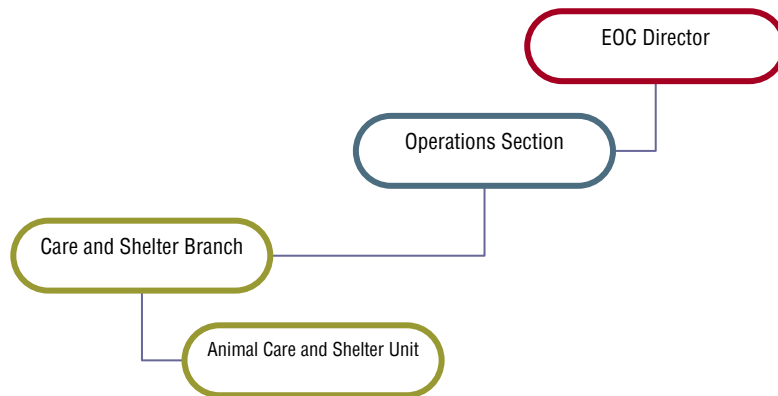 EOC Director
Operations Section
Care and Shelter Branch
Animal Care and Shelter Unit